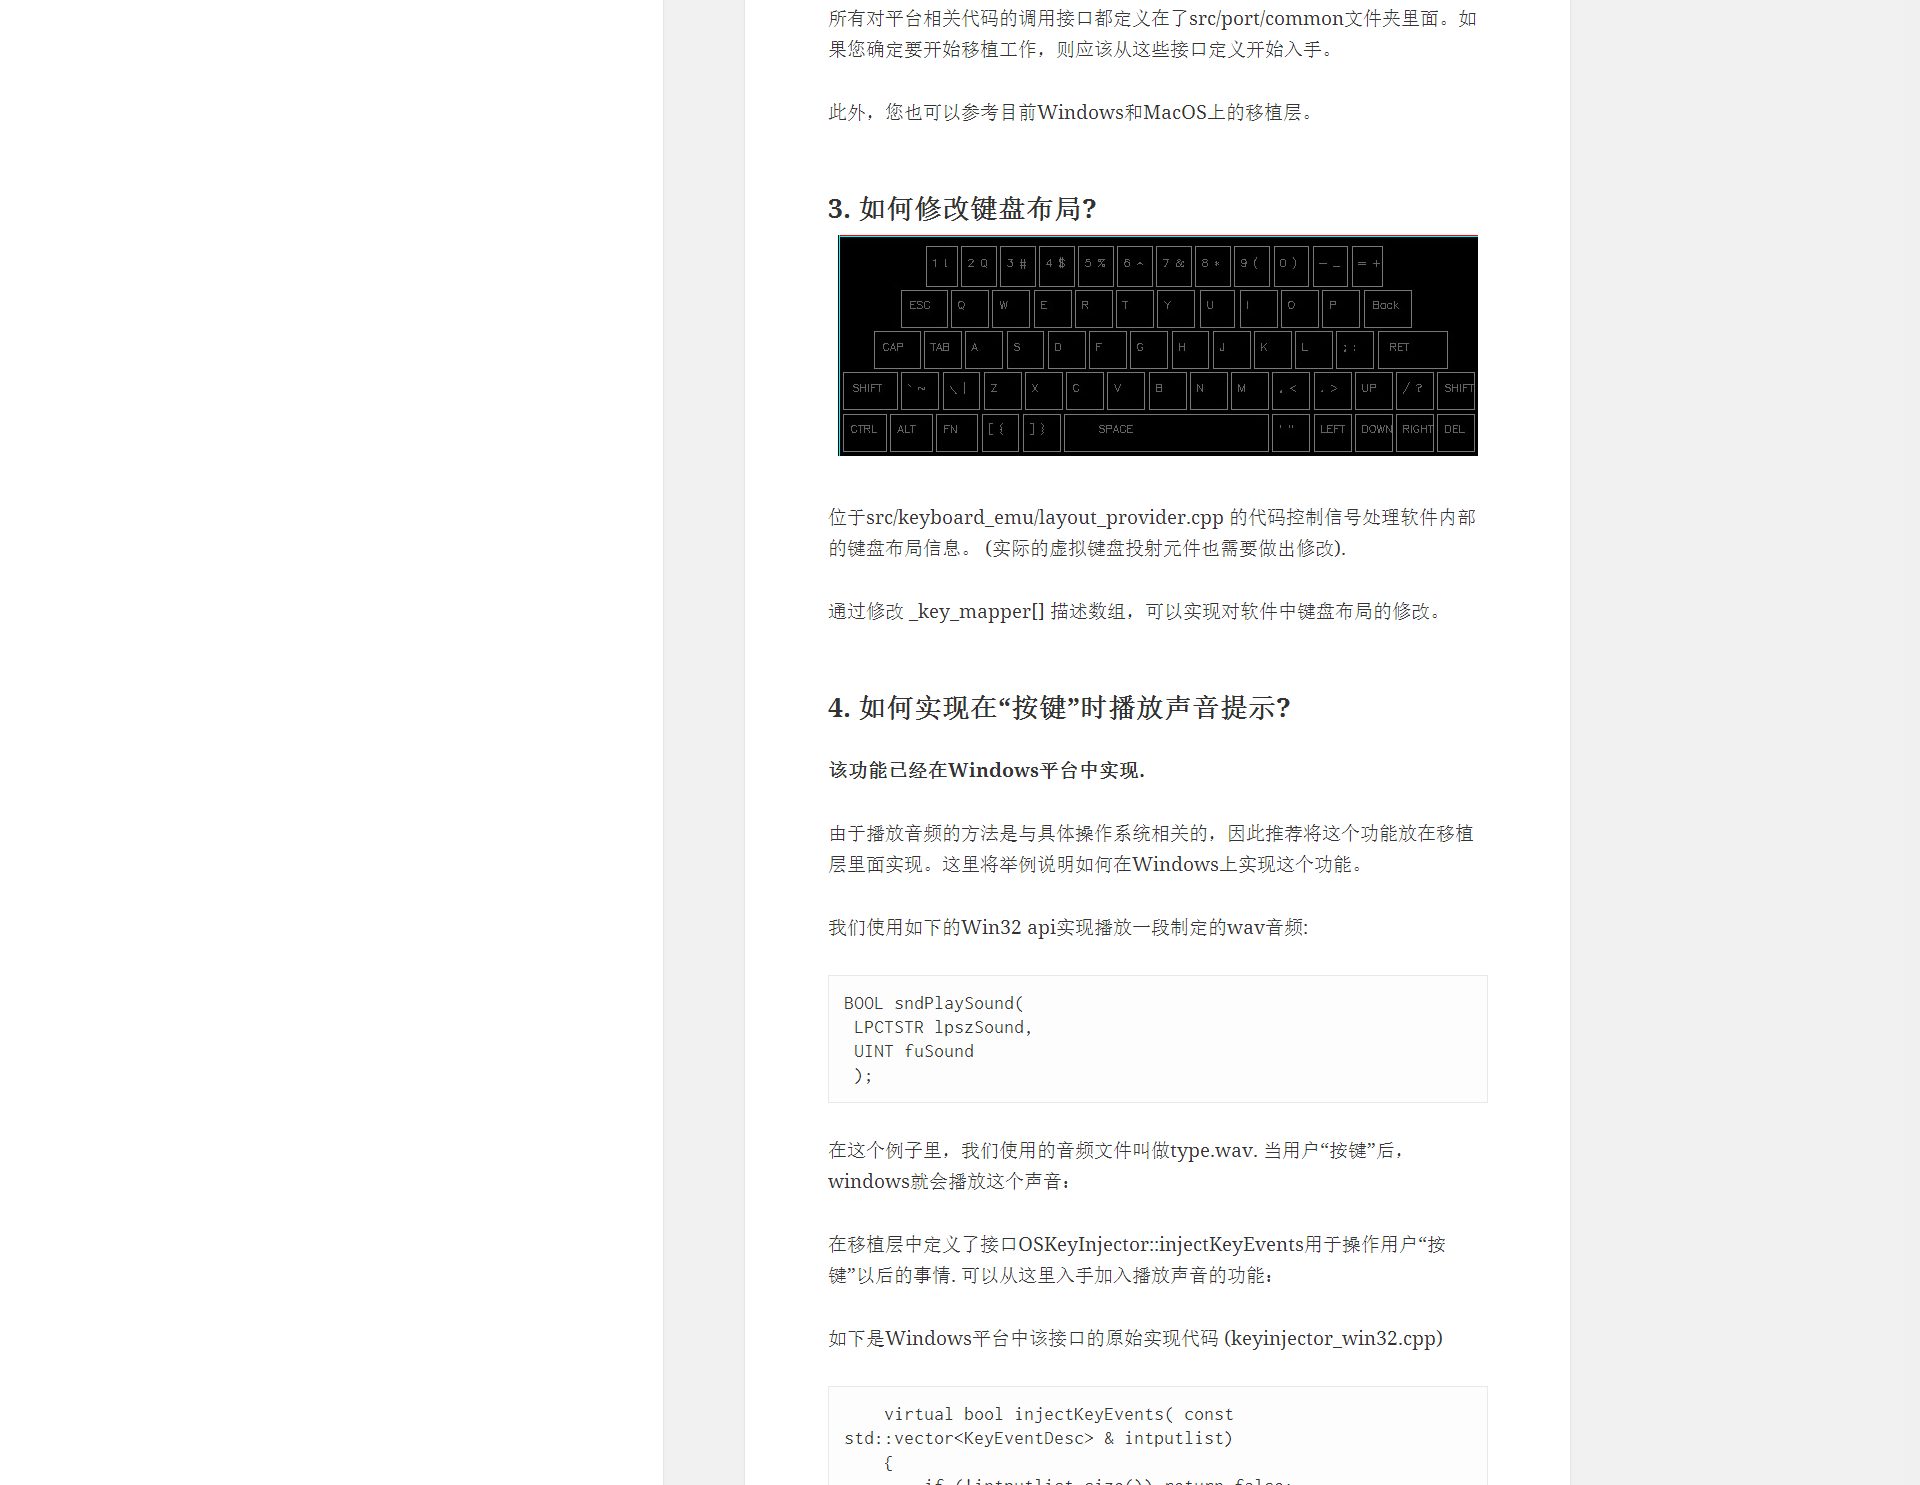 所有对平台相关代码的调用接口都定义在了src/port/common文件夹里面。如
果您确定要开始移植工作，则应该从这些接口定义开始入手。
此外，您也可以参考目前Windows和MacOS上的移植层。
3. 如何修改键盘布局?
1 ! 2 @ 3 # 4 $ 5 % 6 ^ 7 & 8 * 9 ( 0 ) - _ = +
ESC Q W E R T Y U I O P Back
CAP TAB A S D F G H J K L ; : RET
SHIFT ` ~ \ | Z X C V B N M , < . > UP / ? SHIFT
CTRL ALT FN [ { ] } SPACE ' " LEFT DOWN RIGHT DEL
位于src/keyboard_emu/layout_provider.cpp 的代码控制信号处理软件内部
的键盘布局信息。 (实际的虚拟键盘投射元件也需要做出修改).
通过修改 _key_mapper[] 描述数组，可以实现对软件中键盘布局的修改。
4. 如何实现在“按键”时播放声音提示?
该功能已经在Windows平台中实现.
由于播放音频的方法是与具体操作系统相关的，因此推荐将这个功能放在移植
层里面实现。这里将举例说明如何在Windows上实现这个功能。
我们使用如下的Win32 api实现播放一段制定的wav音频:
BOOL sndPlaySound(
LPCTSTR lpszSound,
UINT fuSound
);
在这个例子里，我们使用的音频文件叫做type.wav. 当用户“按键”后，
windows就会播放这个声音：
在移植层中定义了接口OSKeyInjector::injectKeyEvents用于操作用户“按
键”以后的事情. 可以从这里入手加入播放声音的功能：
如下是Windows平台中该接口的原始实现代码 (keyinjector_win32.cpp)
virtual bool injectKeyEvents( const
std::vector<KeyEventDesc> & intputlist)
{
if (!intputlist.size()) return false;